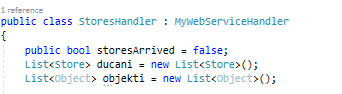 1 reference
public class StoresHandler : MyWebServiceHandler
{
public bool storesArrived = false;
List<Store> ducani = new List<Store>();
List<Object> objekti = new List<Object>();